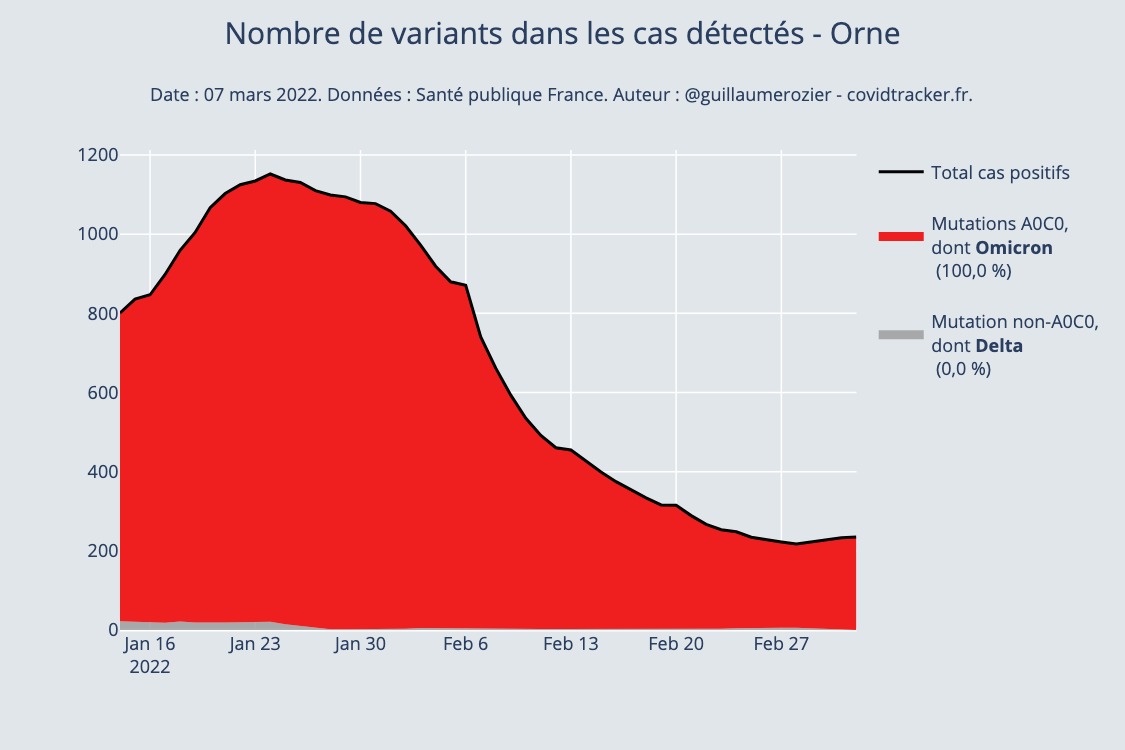 Nombre de variants dans les cas détectés - Orne
Date : 07 mars 2022. Données : Santé publique France. Auteur : @guillaumerozier - covidtracker.fr.
1200
1000
800
600
400
200
0
Jan 16
2022
Jan 23
Jan 30
Feb 6
Feb 13
Feb 20
Feb 27
Total cas positifs
Mutations A0C0,
dont Omicron
(100,0 %)
Mutation non-A0C0,
dont Delta
(0,0 %)